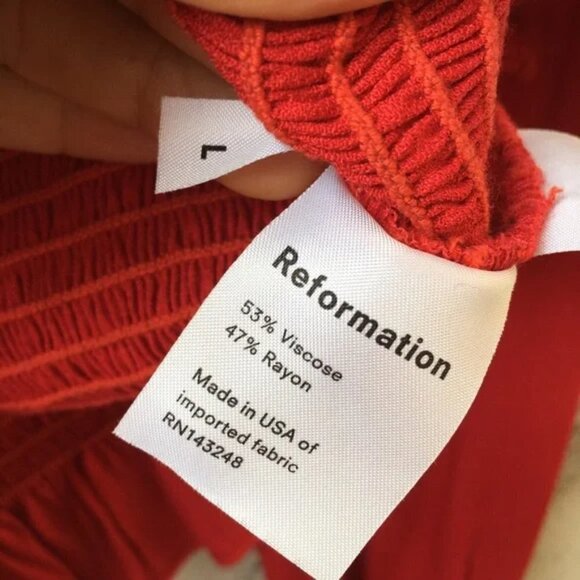 L
Reformation
53% Viscose
47% Rayon
Made in USA of
imported fabric
RN143248